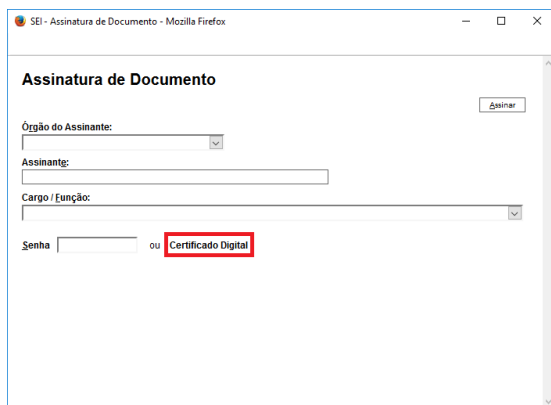 SEI - Assinatura de Documento - Mozilla Firefox
Assinatura de Documento
Assinar
Órgão do Assinante:
Assinante:
Cargo / Função:
Senha ou Certificado Digital